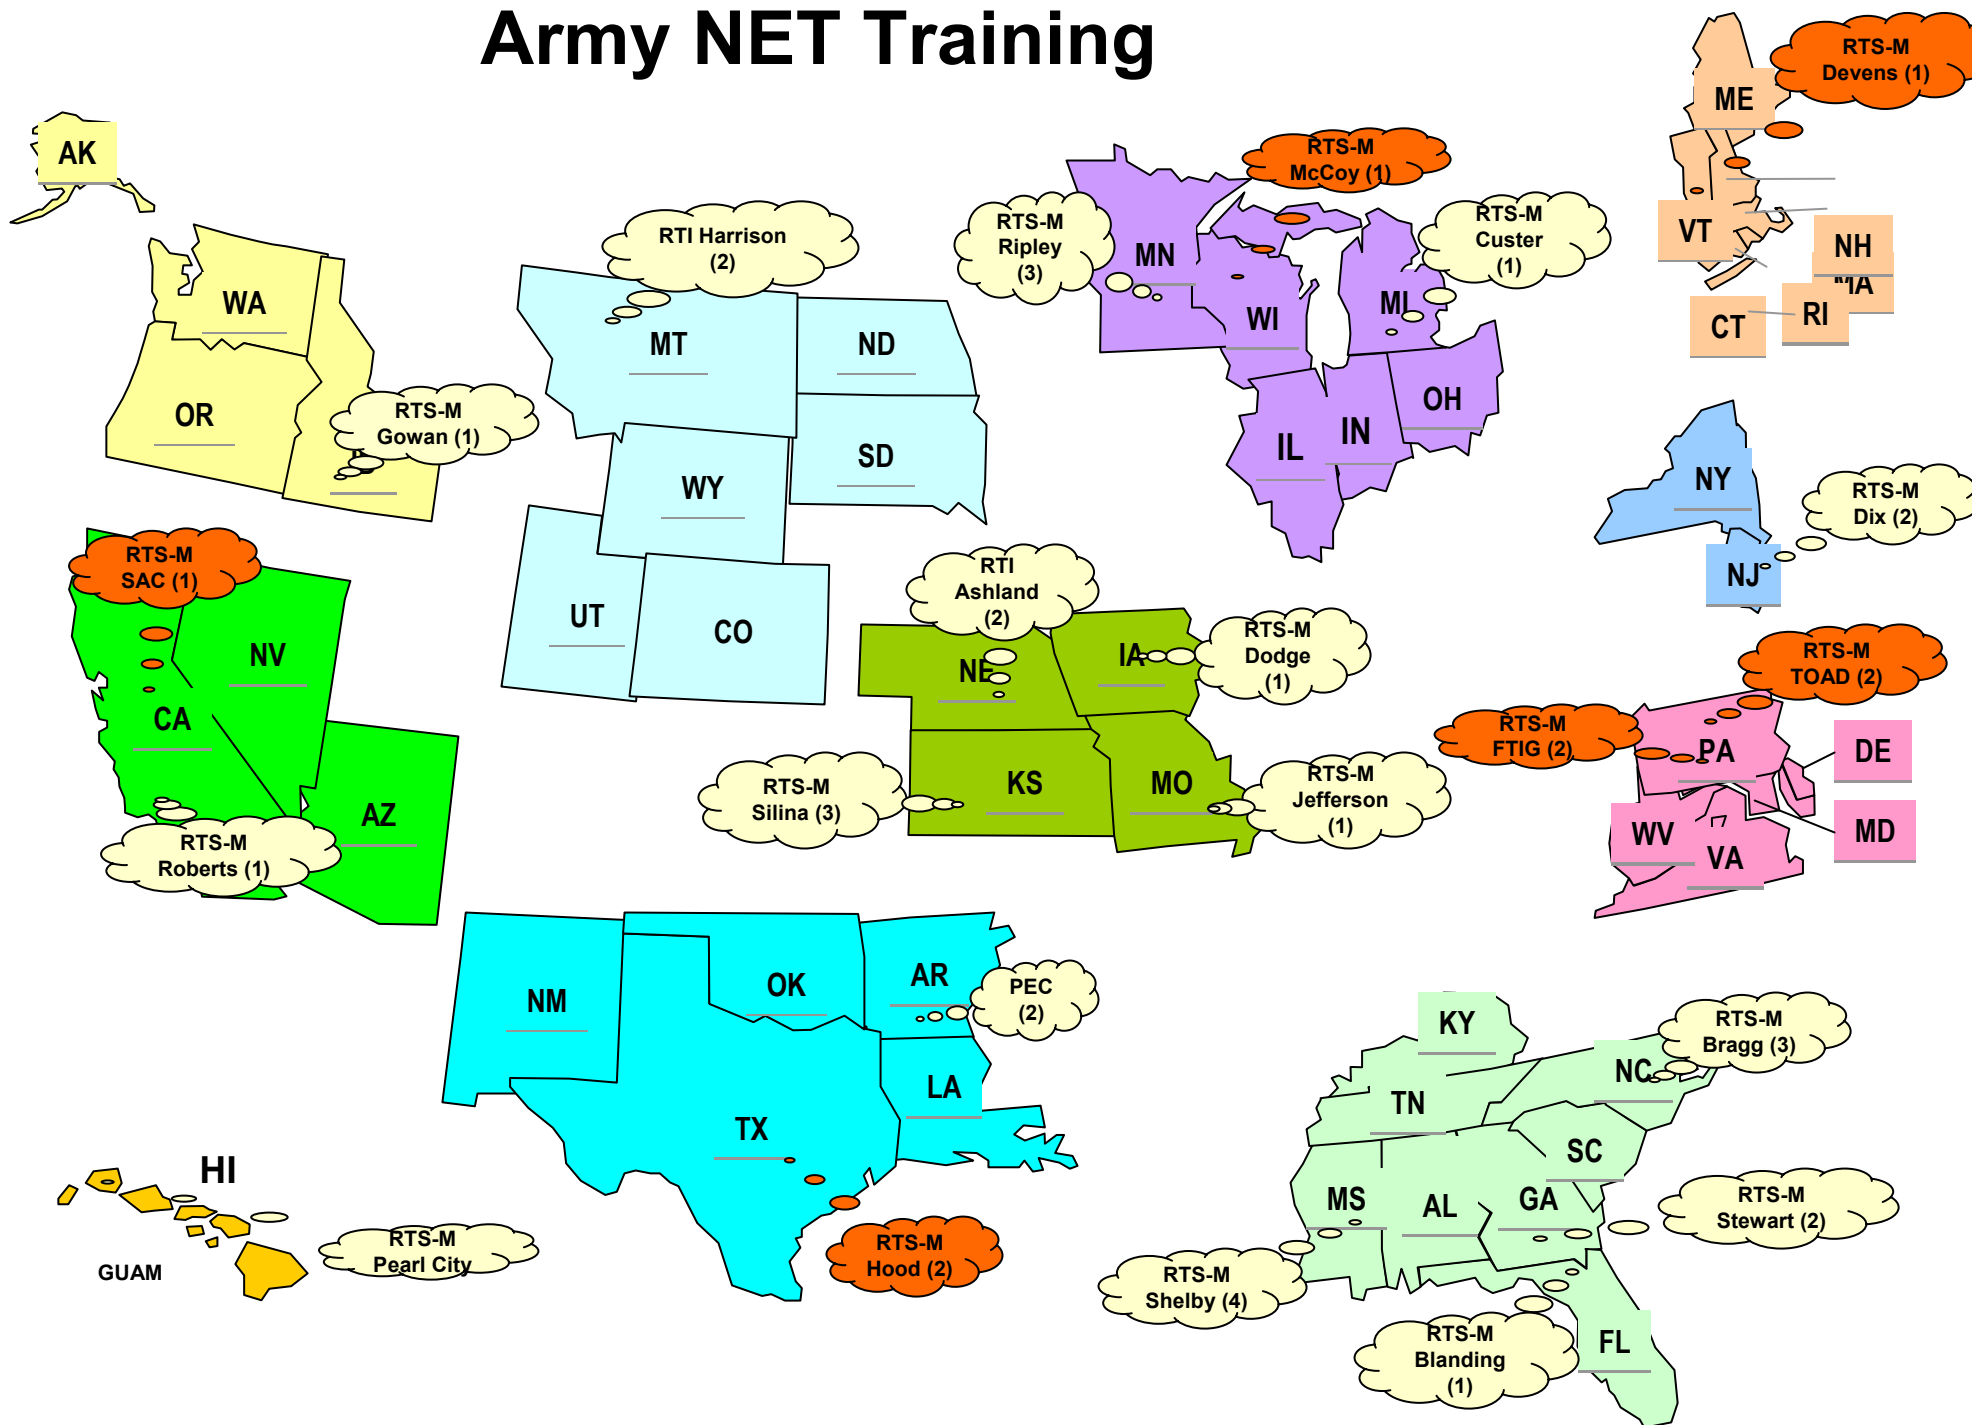 Army NET Training
RTS-M
Devens (1)
ME
AK
RTS-M
McCoy (1)
RTI Harrison
(2)
RTS-M
Ripley
(3)
RTS-M
Custer
(1)
MN
VT
NH
MA
WA
MI
WI
CT
RI
MT
ND
OR
RTS-M
Gowan (1)
OH
IL
IN
SD
WY
NY
RTS-M
Dix (2)
RTS-M
SAC (1)
RTI
Ashland
(2)
NJ
UT
CO
NV
NE
IA
RTS-M
Dodge
(1)
RTS-M
TOAD (2)
CA
RTS-M
FTIG (2)
PA
DE
RTS-M
Silina (3)
KS
MO
RTS-M
Jefferson
(1)
AZ
WV
VA
MD
RTS-M
Roberts (1)
NM
OK
AR
PEC
(2)
KY
RTS-M
Bragg (3)
NC
LA
TN
TX
HI
SC
MS
AL
GA
RTS-M
Stewart (2)
RTS-M
Pearl City
GUAM
RTS-M
Hood (2)
RTS-M
Shelby (4)
RTS-M
Blanding
(1)
FL